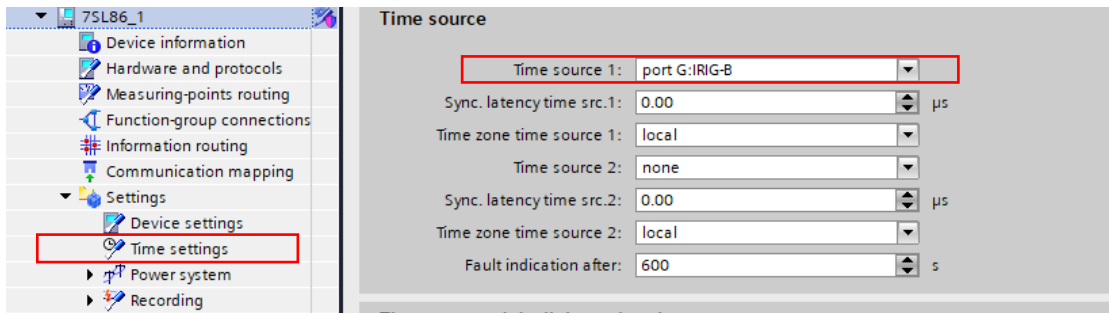 7SL86_1
Device information
Hardware and protocols
Measuring-points routing
Function-group connections
Information routing
Communication mapping
Settings
Device settings
Time settings
Power system
Recording
Time source
Time source 1: port G:IRIG-B
Sync. latency time src.1: 0.00 µs
Time zone time source 1: local
Time source 2: none
Sync. latency time src.2: 0.00 µs
Time zone time source 2: local
Fault indication after: 600 s